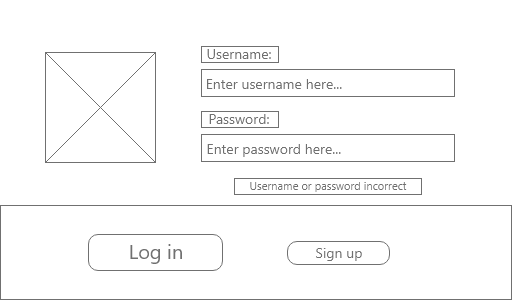 Username:
Enter username here...
Password:
Enter password here...
Username or password incorrect
Log in
Sign up